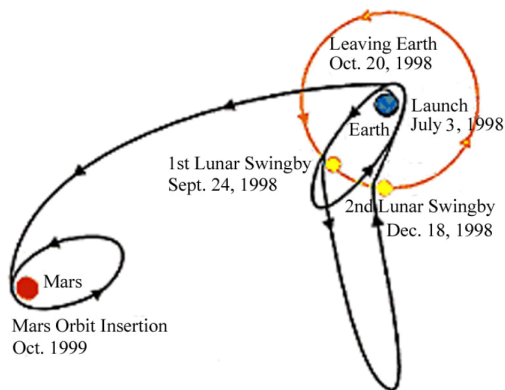 Leaving Earth
Oct. 20, 1998
Launch
July 3, 1998
Earth
1st Lunar Swingby
Sept. 24, 1998
2nd Lunar Swingby
Dec. 18, 1998
Mars
Mars Orbit Insertion
Oct. 1999